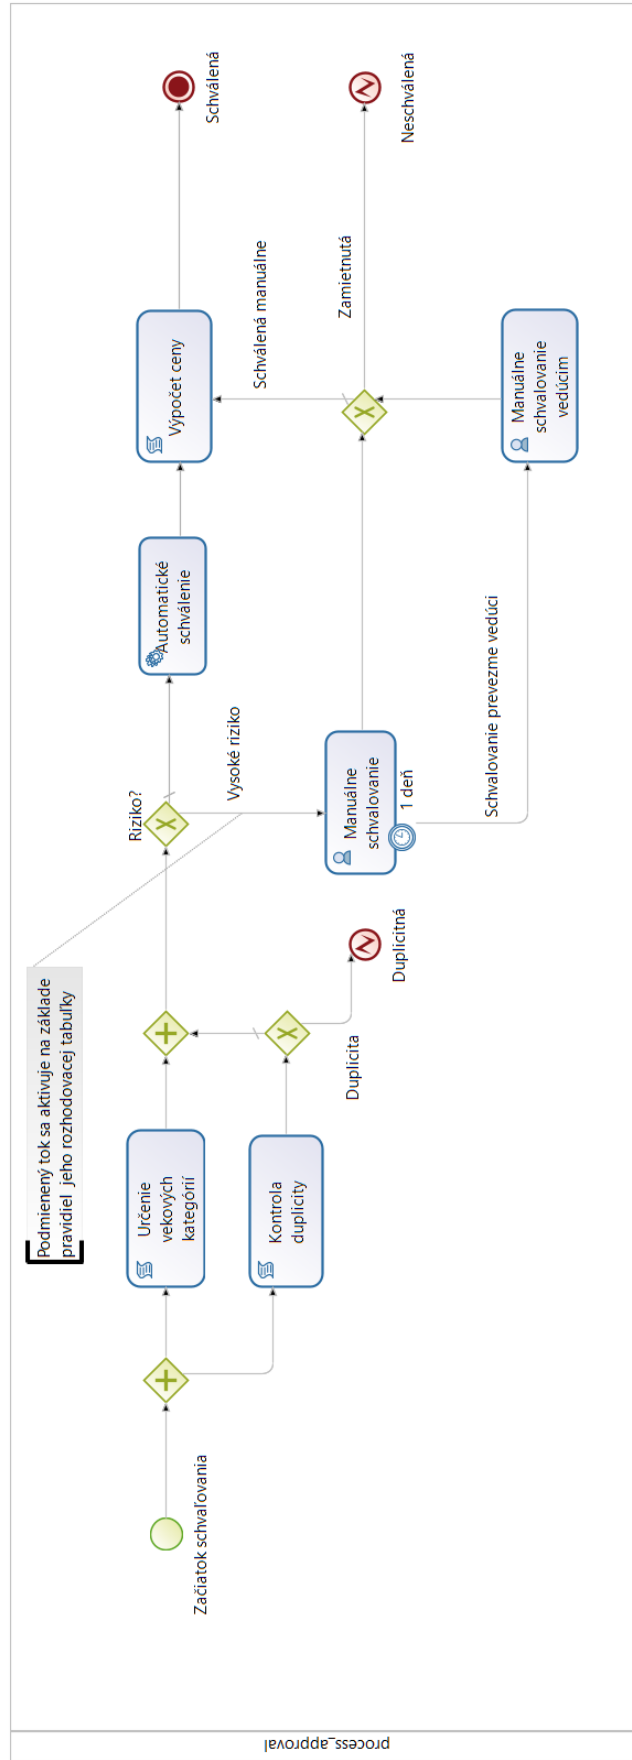 process_approval
Začiatok schvaľovania
Podmienený tok sa aktivuje na základe
pravidiel jeho rozhodovacej tabuľky
Určenie
vekových
kategórií
Kontrola
duplicity
Duplicita
Duplicitná
Riziko?
Vysoké riziko
Automatické
schválenie
Manuálne
schvalovanie
1 deň
Schvalovanie prevezme vedúci
Manuálne
schvalovanie
vedúcim
Výpočet ceny
Schválená manuálne
Zamietnutá
Schválená
Neschválená